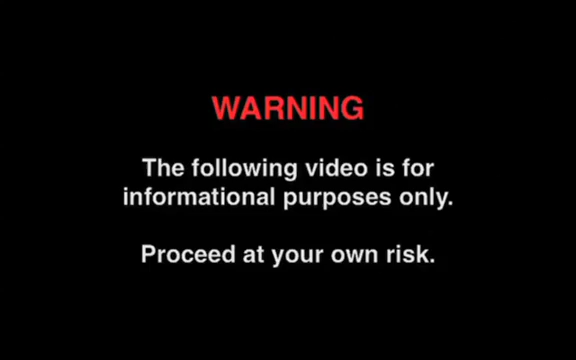 WARNING
The following video is for
informational purposes only.
Proceed at your own risk.